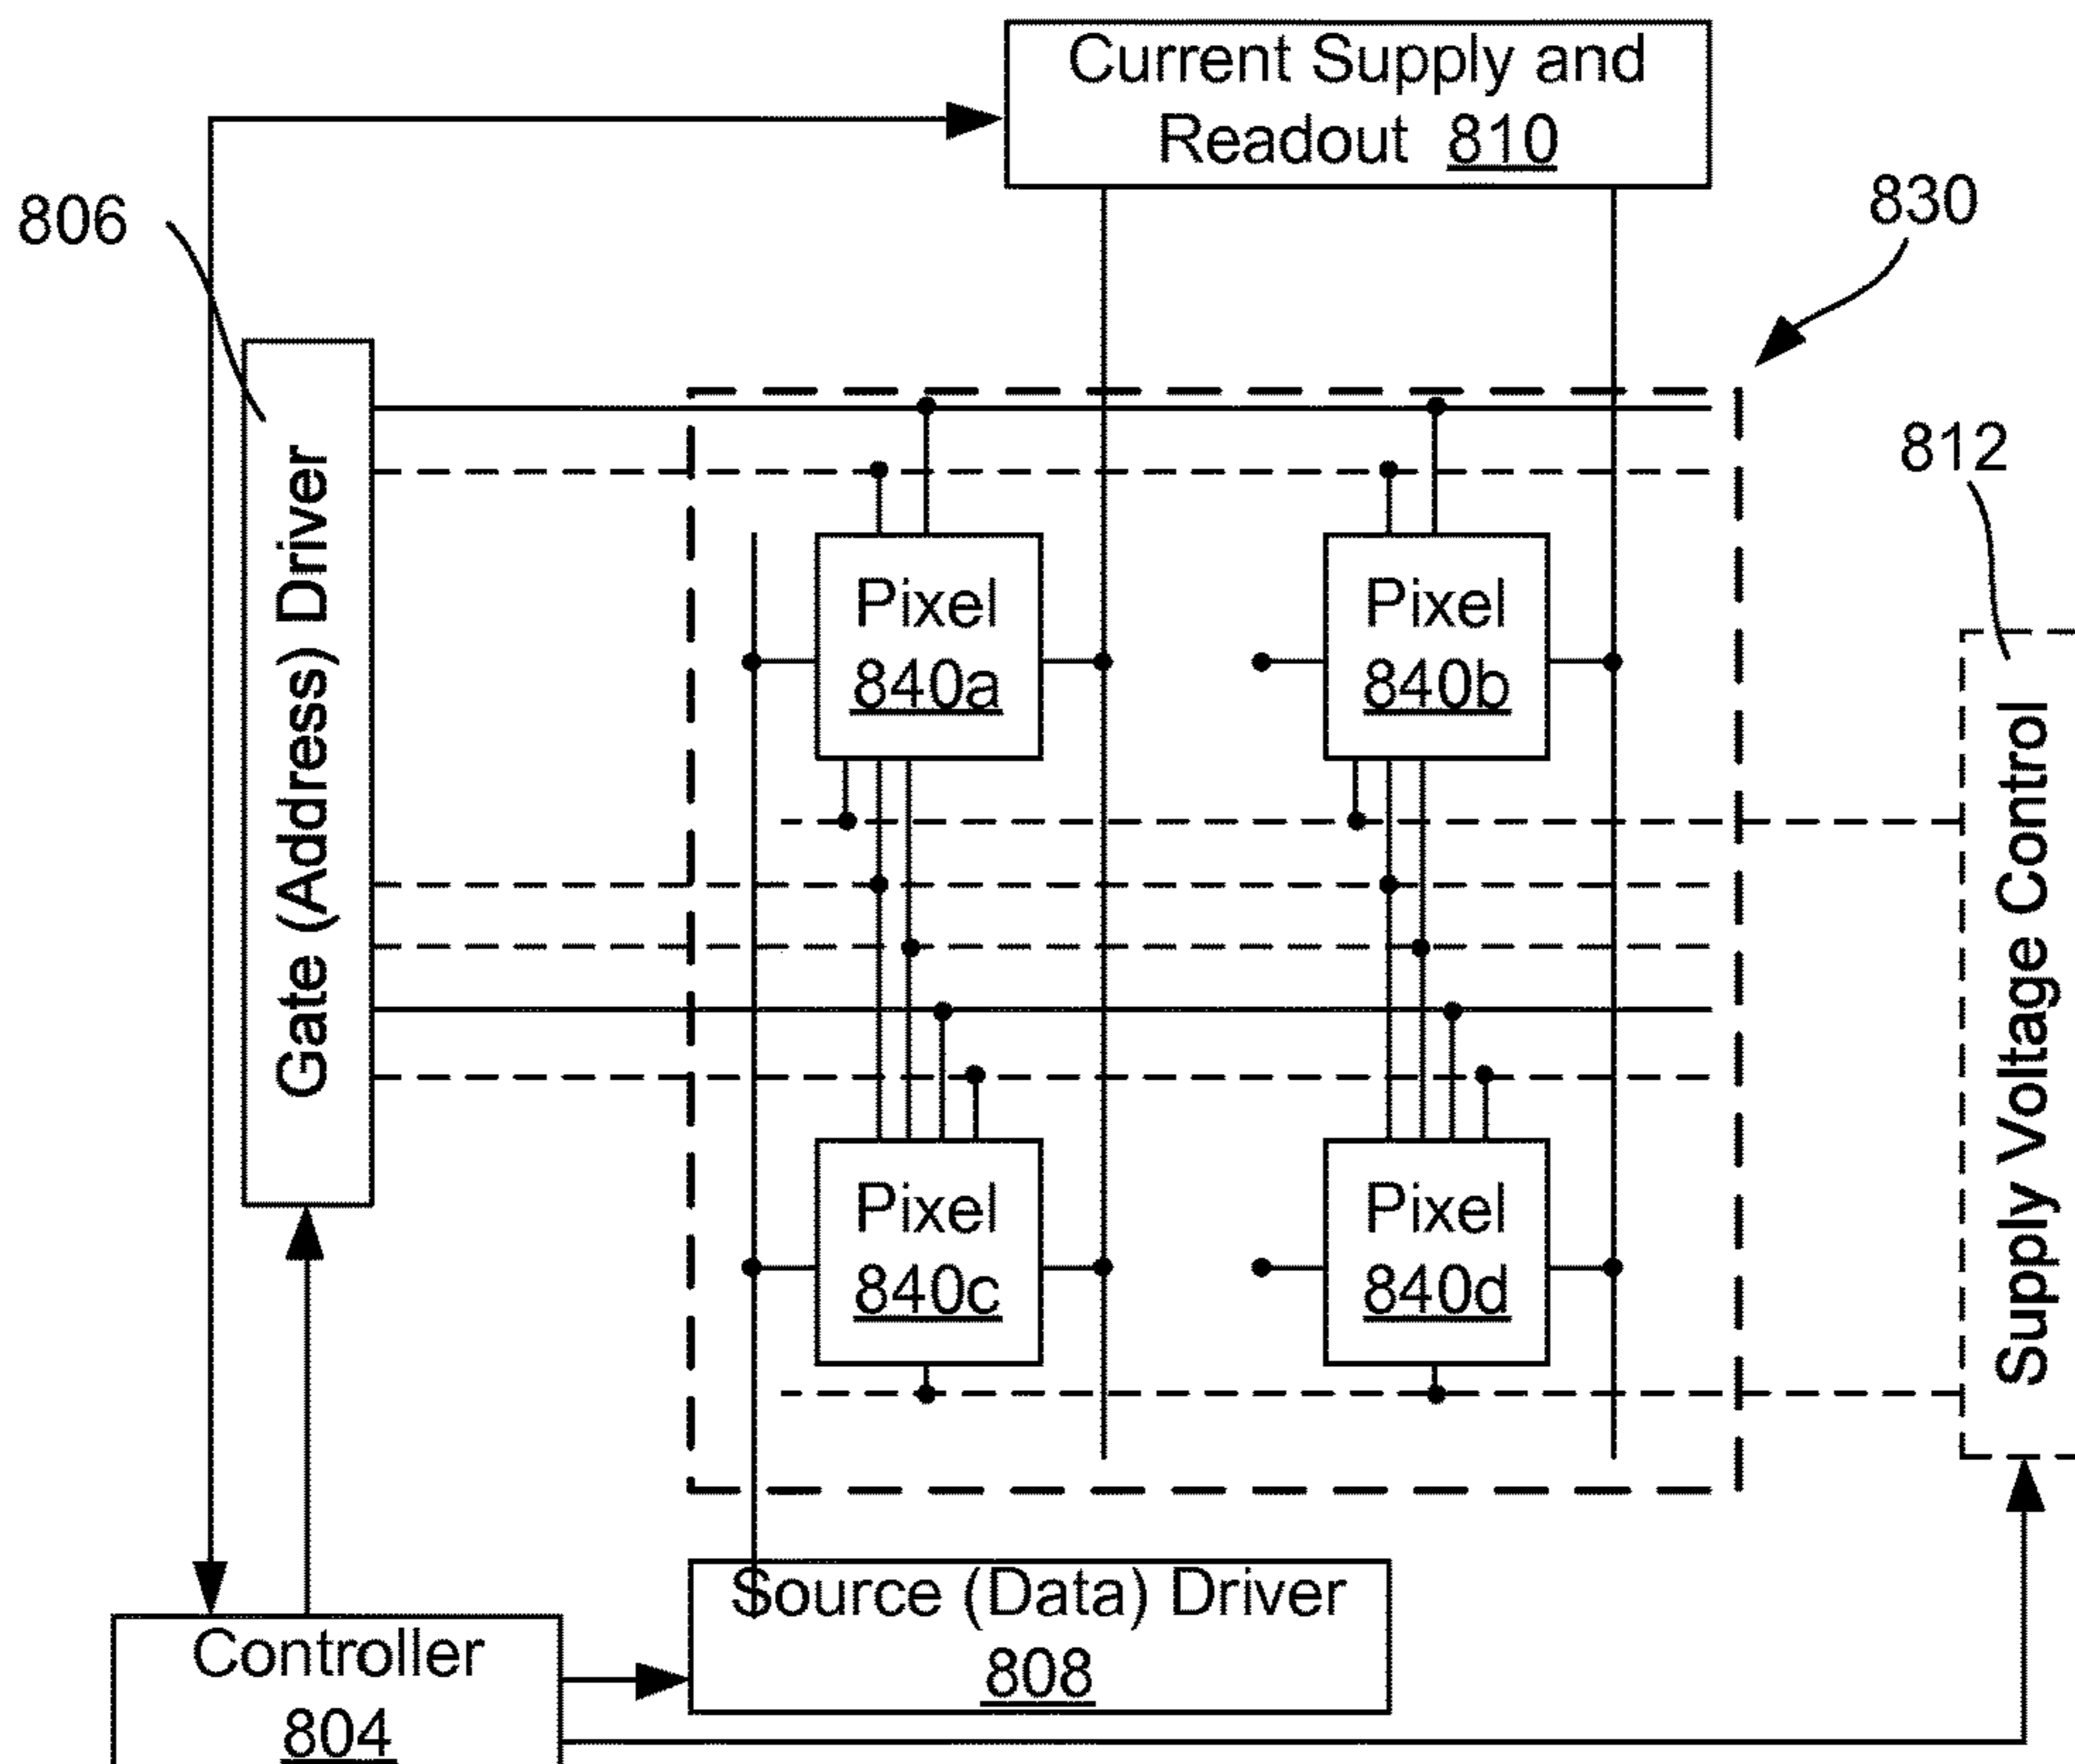 Current Supply and
Readout 810
806
830
812
Gate (Address) Driver
Pixel
840a
Pixel
840b
Supply Voltage Control
Pixel
840c
Pixel
840d
Source (Data) Driver
808
Controller
804